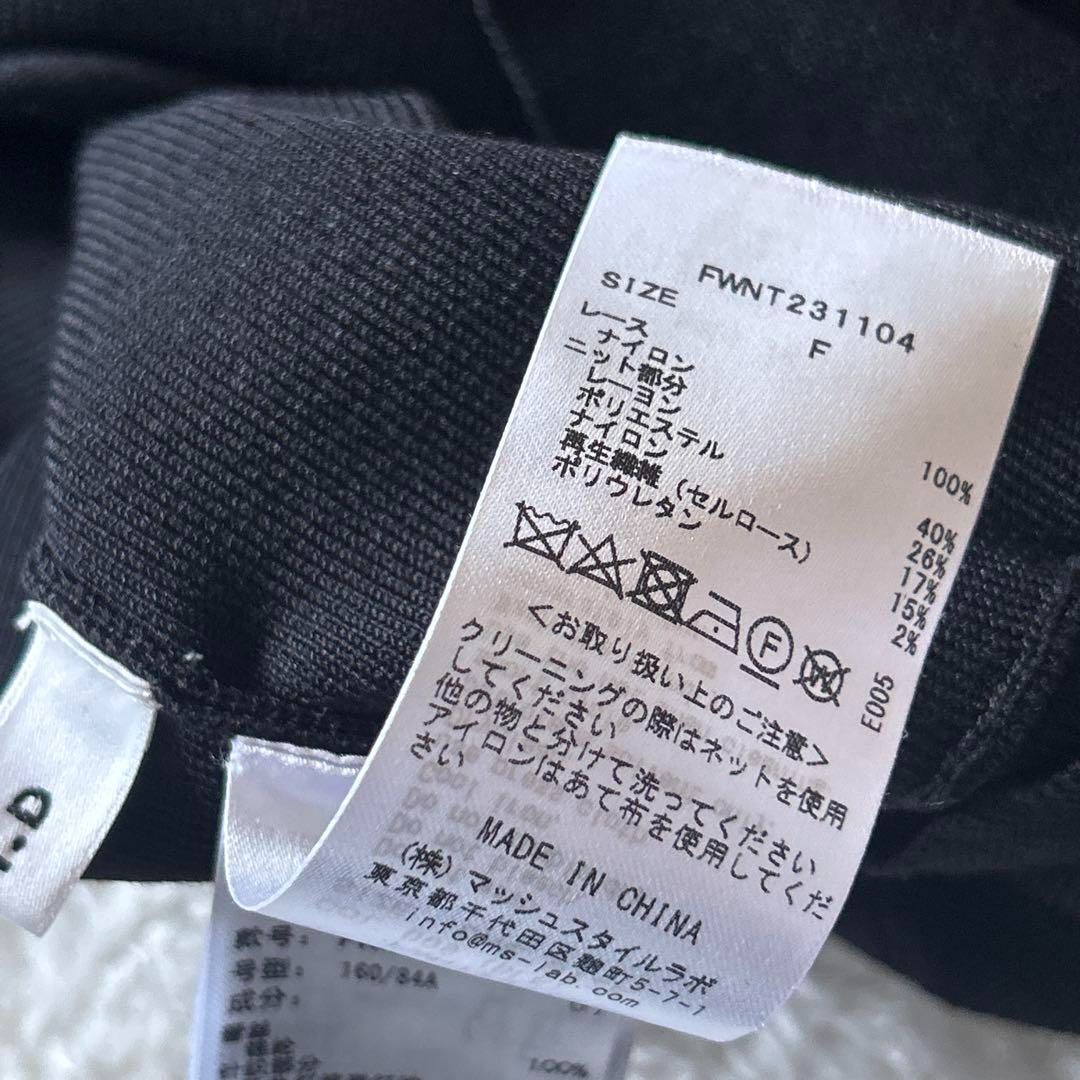 FWNT231104
SIZE F
レース
ナイロン 100%
ニット部分
レーヨン 40%
ポリエステル 26%
ナイロン 17%
再生繊維(セルロース) 15%
ポリウレタン 2%
F
W
E005
<お取り扱い上のご注意>
クリーニングの際はネットを使用
してください
他の物と分けて洗ってください
アイロンはあて布を使用してくだ
さい
MADE IN CHINA
(株)マッシュスタイルラボ
東京都千代田区麹町5-7-1
info@ms-lab.com
.D
款号:
号型: 160/84A
成分:
100%